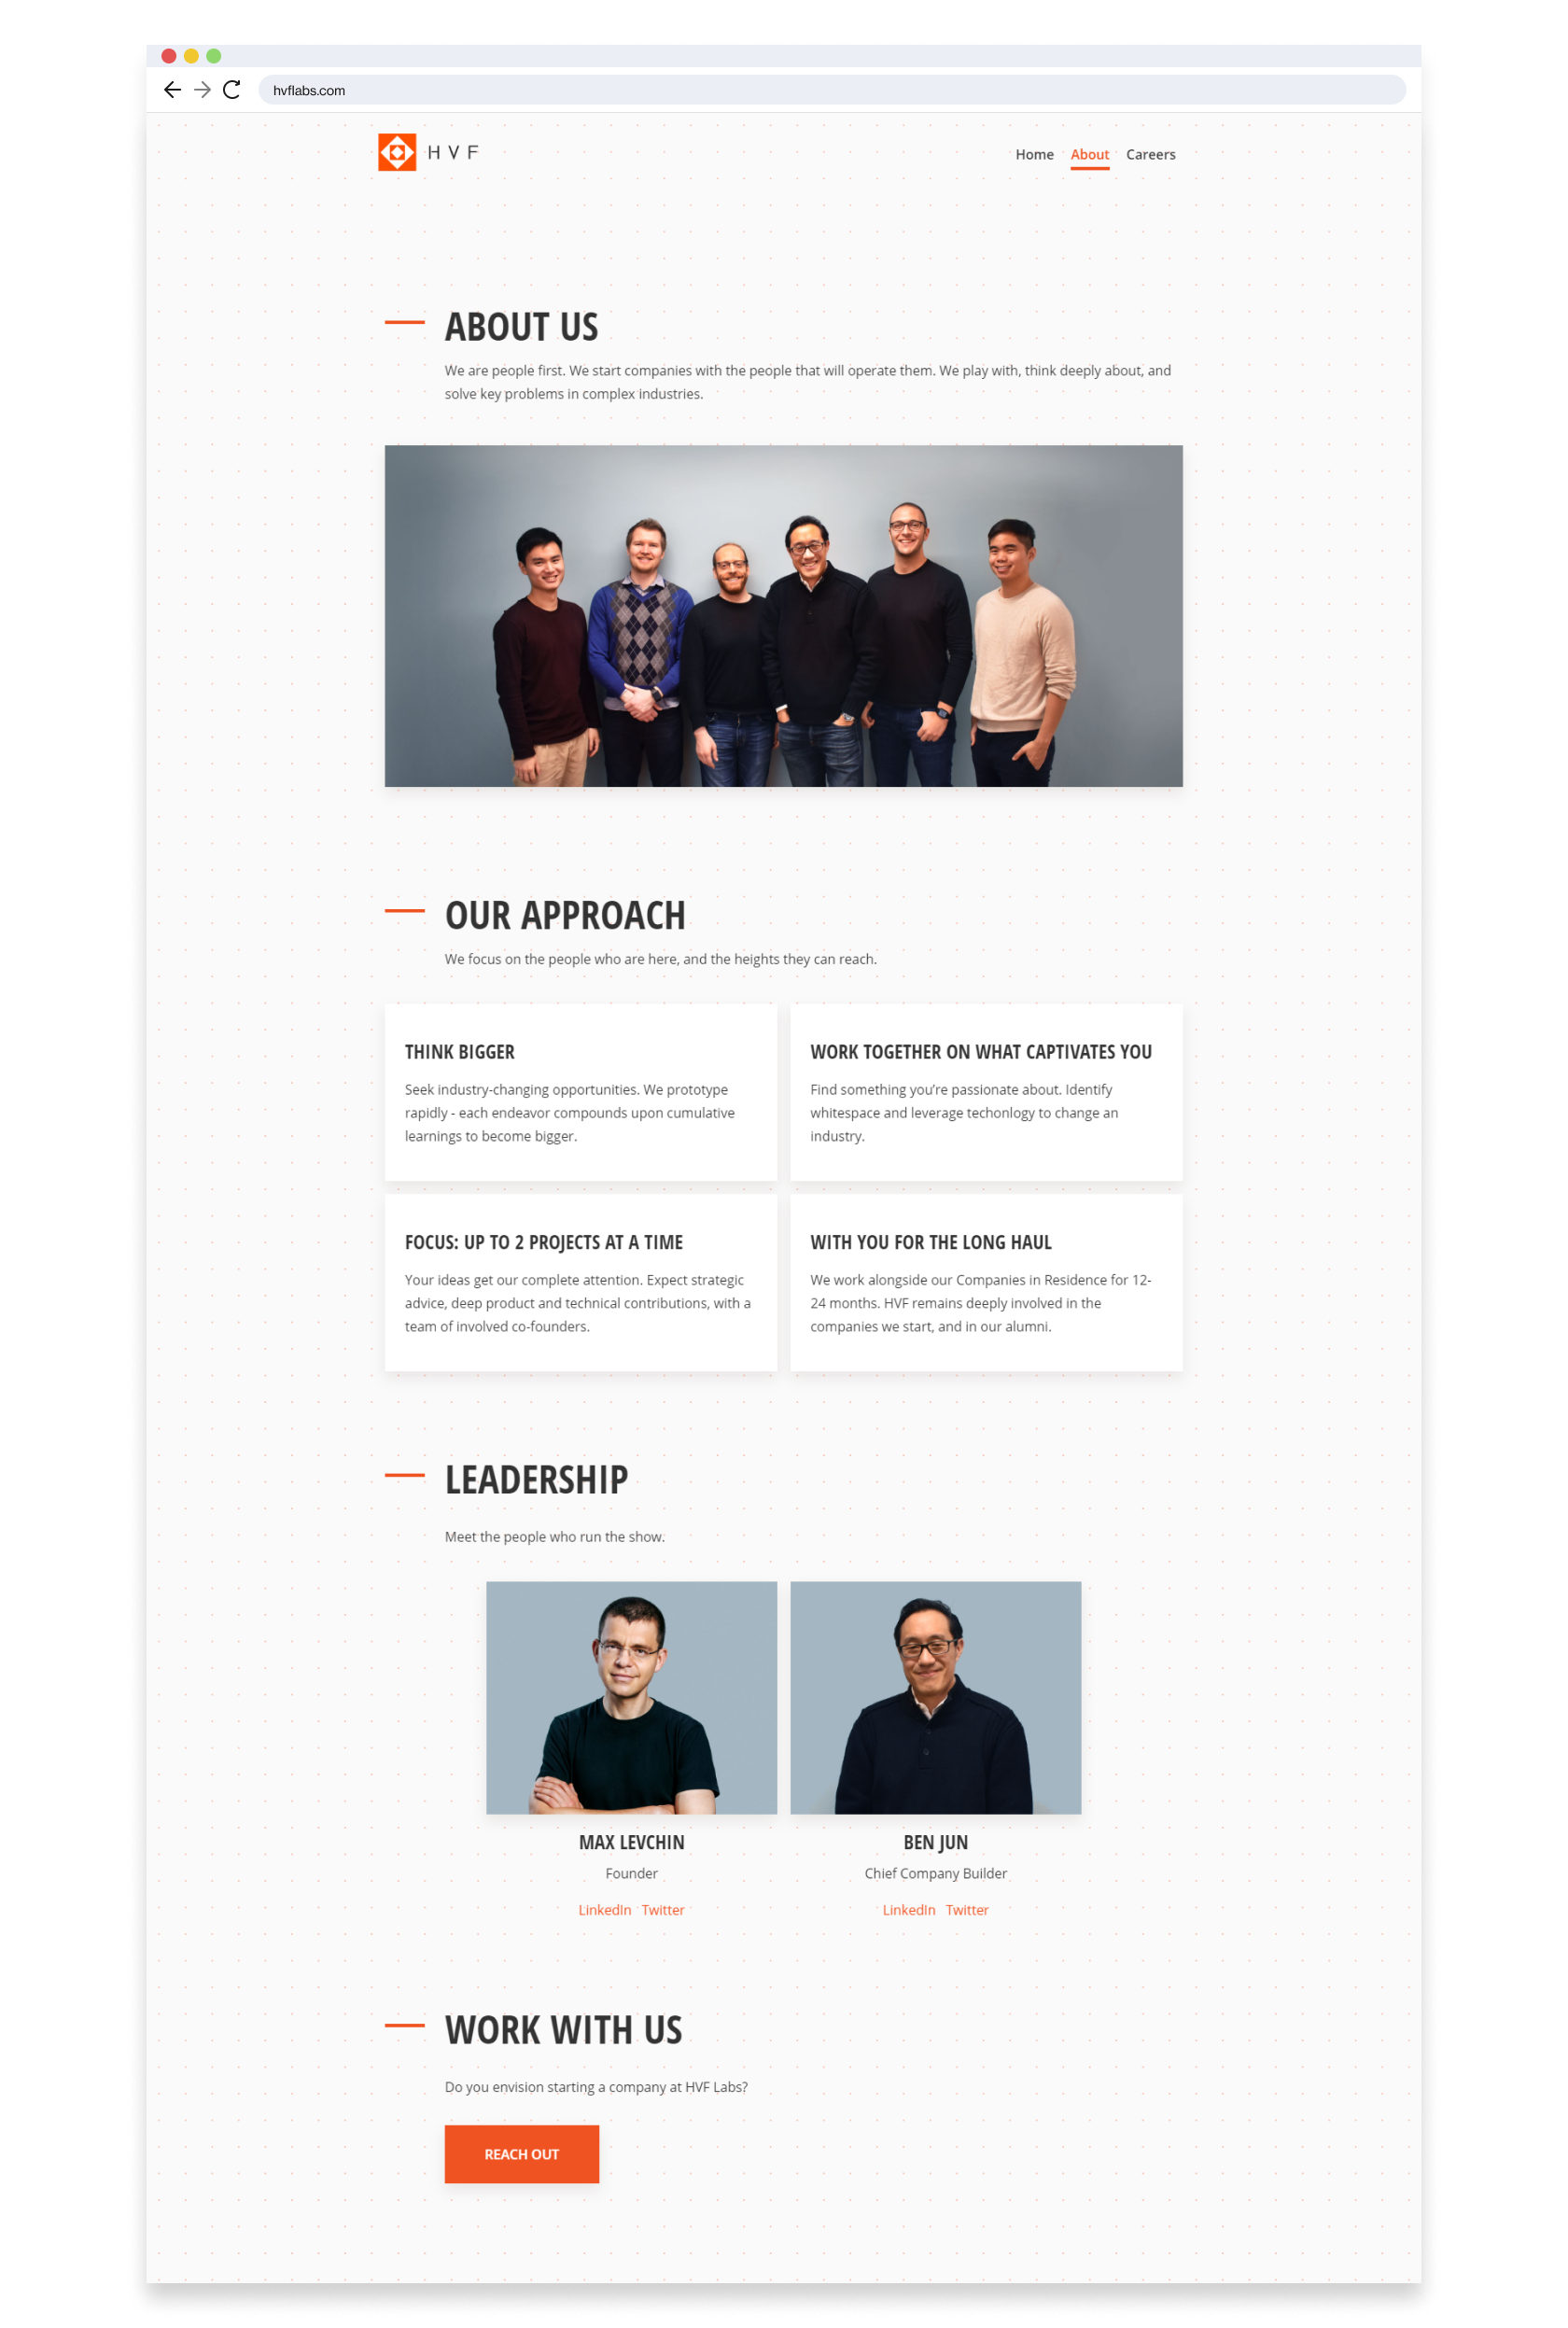 hvflabs.com
HVF
Home About Careers
ABOUT US
We are people first. We start companies with the people that will operate them. We play with, think deeply about, and
solve key problems in complex industries.
OUR APPROACH
We focus on the people who are here, and the heights they can reach.
THINK BIGGER
Seek industry-changing opportunities. We prototype
rapidly - each endeavor compounds upon cumulative
learnings to become bigger.
WORK TOGETHER ON WHAT CAPTIVATES YOU
Find something you’re passionate about. Identify
whitespace and leverage techonlogy to change an
industry.
FOCUS: UP TO 2 PROJECTS AT A TIME
Your ideas get our complete attention. Expect strategic
advice, deep product and technical contributions, with a
team of involved co-founders.
WITH YOU FOR THE LONG HAUL
We work alongside our Companies in Residence for 12-
24 months. HVF remains deeply involved in the
companies we start, and in our alumni.
LEADERSHIP
Meet the people who run the show.
MAX LEVCHIN
Founder
LinkedIn Twitter
BEN JUN
Chief Company Builder
LinkedIn Twitter
WORK WITH US
Do you envision starting a company at HVF Labs?
REACH OUT